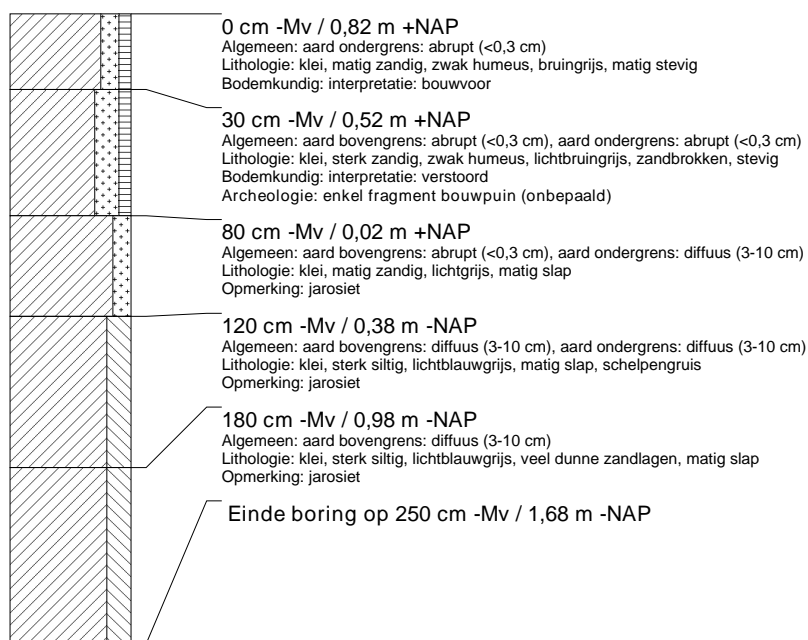 0 cm -Mv / 0,82 m +NAP
Algemeen: aard ondergrens: abrupt (<0,3 cm)
Lithologie: klei, matig zandig, zwak humeus, bruingrijs, matig stevig
Bodemkundig: interpretatie: bouwvoor
30 cm -Mv / 0,52 m +NAP
Algemeen: aard bovengrens: abrupt (<0,3 cm), aard ondergrens: abrupt (<0,3 cm)
Lithologie: klei, sterk zandig, zwak humeus, lichtbruingrijs, zandbrokken, stevig
Bodemkundig: interpretatie: verstoord
Archeologie: enkel fragment bouwpuin (onbepaald)
80 cm -Mv / 0,02 m +NAP
Algemeen: aard bovengrens: abrupt (<0,3 cm), aard ondergrens: diffuus (3-10 cm)
Lithologie: klei, matig zandig, lichtgrijs, matig slap
Opmerking: jarosiet
120 cm -Mv / 0,38 m -NAP
Algemeen: aard bovengrens: diffuus (3-10 cm), aard ondergrens: diffuus (3-10 cm)
Lithologie: klei, sterk siltig, lichtblauwgrijs, matig slap, schelpengruis
Opmerking: jarosiet
180 cm -Mv / 0,98 m -NAP
Algemeen: aard bovengrens: diffuus (3-10 cm)
Lithologie: klei, sterk siltig, lichtblauwgrijs, veel dunne zandlagen, matig slap
Opmerking: jarosiet
Einde boring op 250 cm -Mv / 1,68 m -NAP